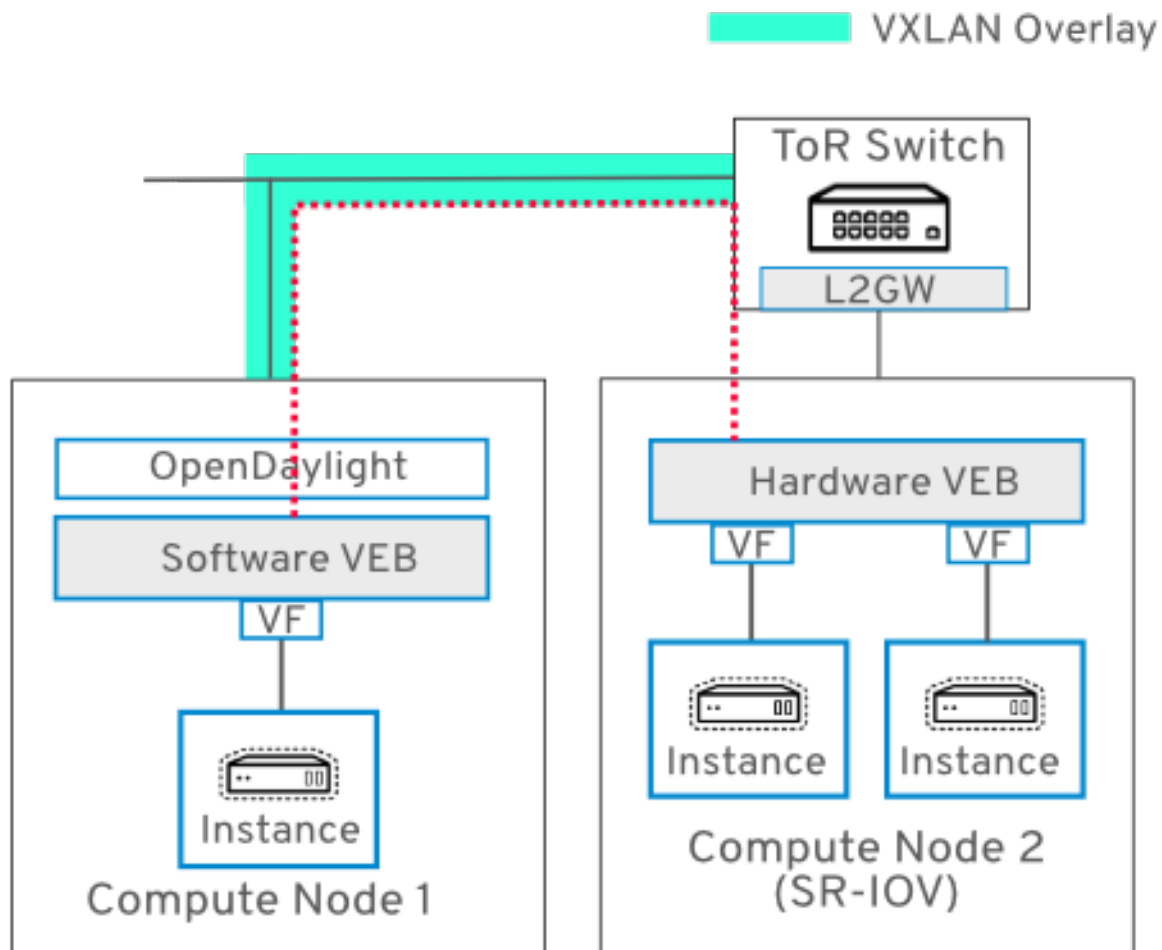 VXLAN Overlay
ToR Switch
L2GW
OpenDaylight
Software VEB
VF
Instance
Compute Node 1
Hardware VEB
VF
VF
Instance
Instance
Compute Node 2
(SR-IOV)